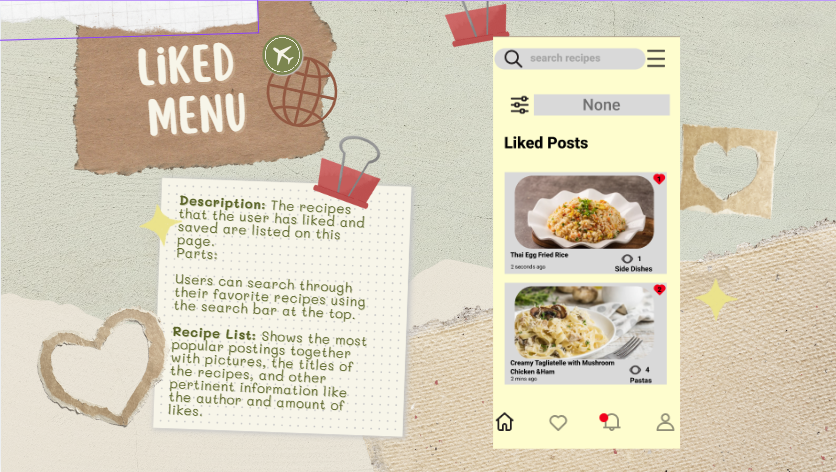 LiKED
MENU
Description: The recipes
that the user has liked and
saved are listed on this
page.
Parts:
Users can search through
their favorite recipes using
the search bar at the top.
Recipe List: Shows the most
popular postings together
with pictures, the titles of
the recipes, and other
pertinent information like
the author and amount of
likes.
search recipes
None
Liked Posts
Thai Egg Fried Rice
2 seconds ago
1
Side Dishes
Creamy Tagliatelle with Mushroom
Chicken &Ham
2 mins ago
4
Pastas